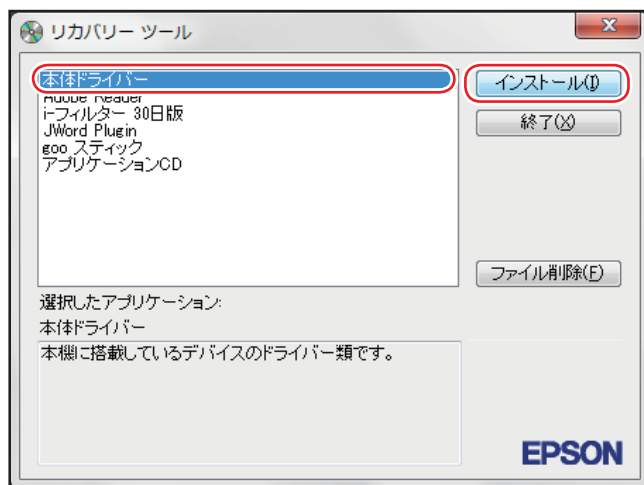 リカバリー ツール
本体ドライバー
Adobe Reader
i-フィルター 30日版
JWord Plugin
goo スティック
アプリケーションCD
インストール(I)
終了(X)
ファイル削除(F)
選択したアプリケーション:
本体ドライバー
本機に搭載しているデバイスのドライバー類です。
EPSON